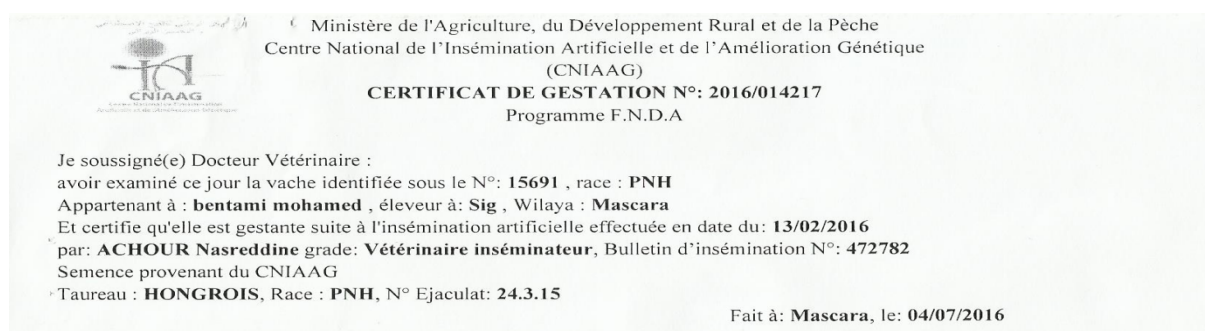 Ministère de l'Agriculture, du Développement Rural et de la Pèche
Centre National de l'Insémination Artificielle et de l'Amélioration Génétique
(CNIAAG)
CNIAAG
CERTIFICAT DE GESTATION N°: 2016/014217
Programme F.N.D.A
Je soussigné(e) Docteur Vétérinaire :
avoir examiné ce jour la vache identifiée sous le N°: 15691 , race : PNH
Appartenant à : bentami mohamed , éleveur à: Sig , Wilaya : Mascara
Et certifie qu'elle est gestante suite à l'insémination artificielle effectuée en date du: 13/02/2016
par: ACHOUR Nasreddine grade: Vétérinaire inséminateur, Bulletin d'insémination N°: 472782
Semence provenant du CNIAAG
Taureau : HONGROIS, Race : PNH, N° Ejaculat: 24.3.15
Fait à: Mascara, le: 04/07/2016